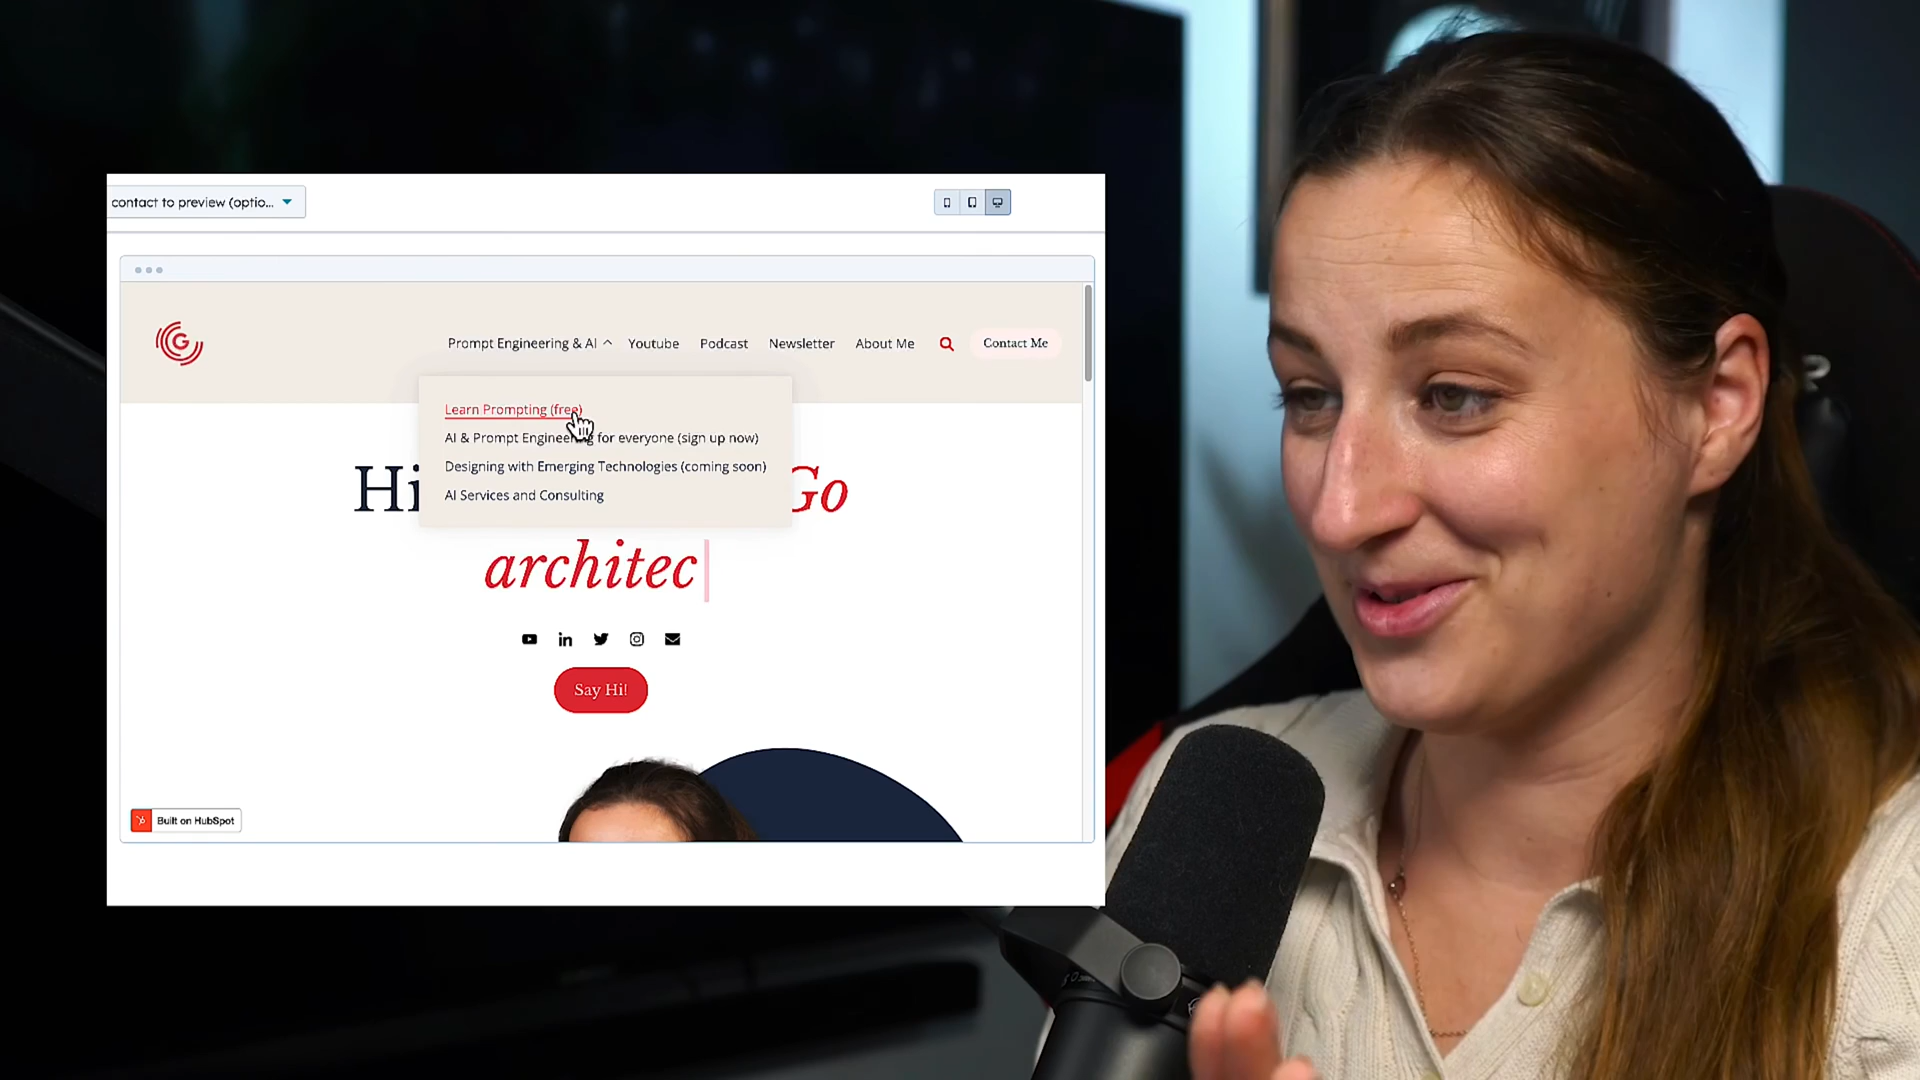 contact to preview (optio...
G
Prompt Engineering & AI Youtube Podcast Newsletter About Me Contact Me
Learn Prompting (free)
AI & Prompt Engineering for everyone (sign up now)
Designing with Emerging Technologies (coming soon)
AI Services and Consulting
Hi Go
architec
in
Say Hi!
Built on HubSpot